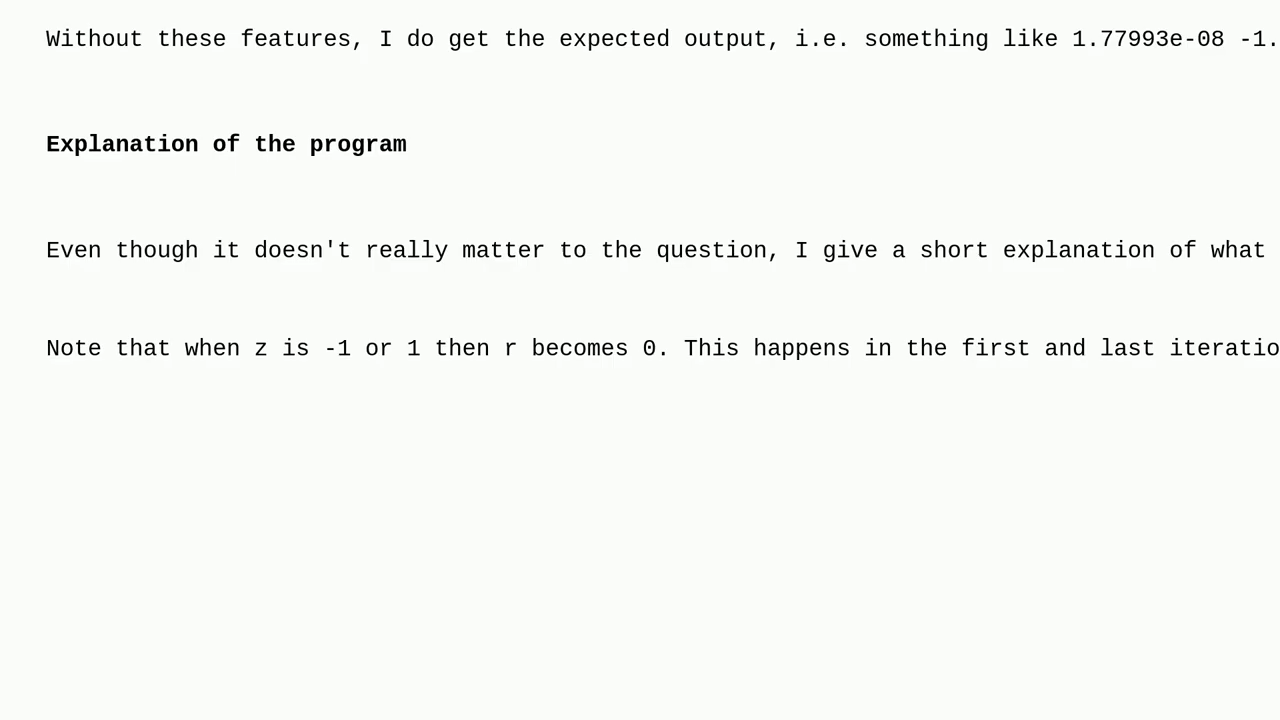 Without these features, I do get the expected output, i.e. something like 1.77993e-08 -1.
Explanation of the program
Even though it doesn't really matter to the question, I give a short explanation of what
Note that when z is -1 or 1 then r becomes 0. This happens in the first and last iteratio